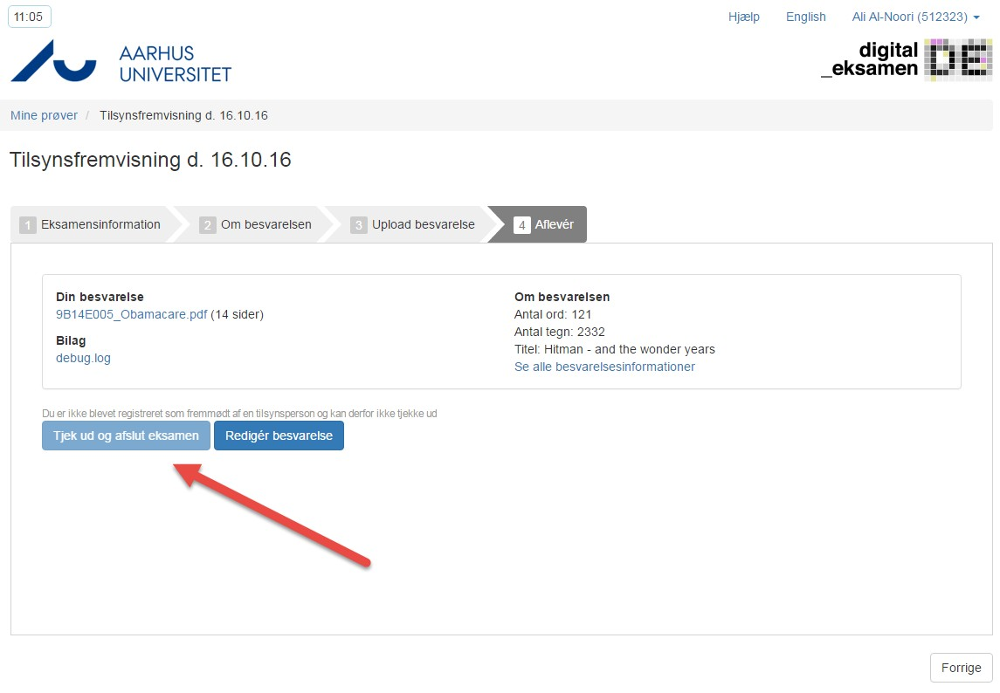 11:05
Hjælp English Ali Al-Noori (512323)
AARHUS
UNIVERSITET
digital
_eksamen
Mine prøver / Tilsynsfremvisning d. 16.10.16
Tilsynsfremvisning d. 16.10.16
1 Eksamensinformation 2 Om besvarelsen 3 Upload besvarelse 4 Aflevér
Din besvarelse
9B14E005_Obamacare.pdf (14 sider)
Bilag
debug.log
Om besvarelsen
Antal ord: 121
Antal tegn: 2332
Titel: Hitman - and the wonder years
Se alle besvarelsesinformationer
Du er ikke blevet registreret som fremmødt af en tilsynsperson og kan derfor ikke tjekke ud
Tjek ud og afslut eksamen Redigér besvarelse
Forrige